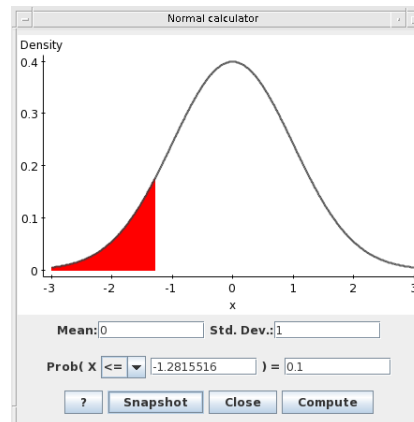 Normal calculator
Density
0.4
0.3
0.2
0.1
0
-3 -2 -1 0 1 2 3
x
Mean: 0 Std. Dev.: 1
Prob( X <= -1.2815516 ) = 0.1
? Snapshot Close Compute